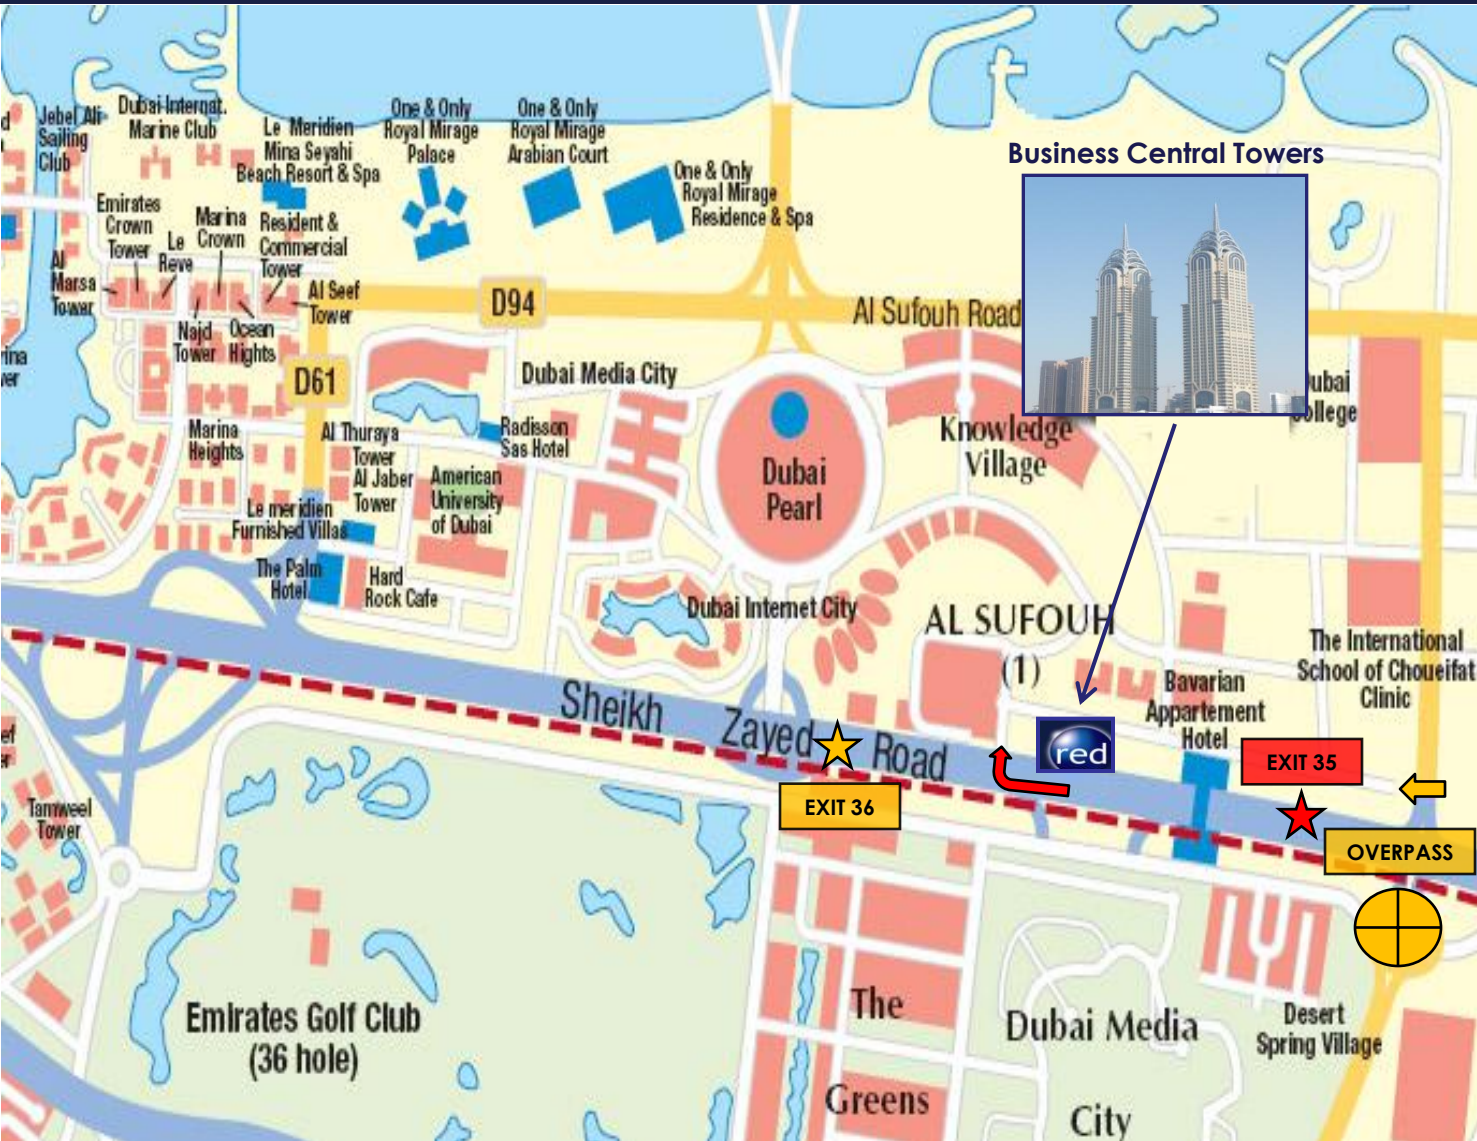 Jebel Ali
Sailing
Club
Dubai Internat.
Marine Club
Le Meridien
Mina Seyahi
Beach Resort & Spa
One & Only
Royal Mirage
Palace
One & Only
Royal Mirage
Arabian Court
One & Only
Royal Mirage
Residence & Spa
Business Central Towers
Emirates
Crown
Tower
Le
Reve
Marina
Crown
Resident &
Commercial
Tower
Al
Marsa
Tower
Najd
Tower
Ocean
Hights
Al Seef
Tower
D94
Al Sufouh Road
D61
Dubai Media City
Dubai
College
Marina
Heights
Al Thuraya
Tower
Al Jaber
Tower
Radisson
Sas Hotel
American
University
of Dubai
Dubai
Pearl
Knowledge
Village
Le meridien
Furnished Villas
The Palm
Hotel
Hard
Rock Cafe
Dubai Internet City
AL SUFOUH
(1)
The International
School of Choueifat
Clinic
Bavarian
Appartement
Hotel
Sheikh Zayed Road
red
EXIT 35
EXIT 36
OVERPASS
Tamweel
Tower
Emirates Golf Club
(36 hole)
The
Greens
Dubai Media
City
Desert
Spring Village